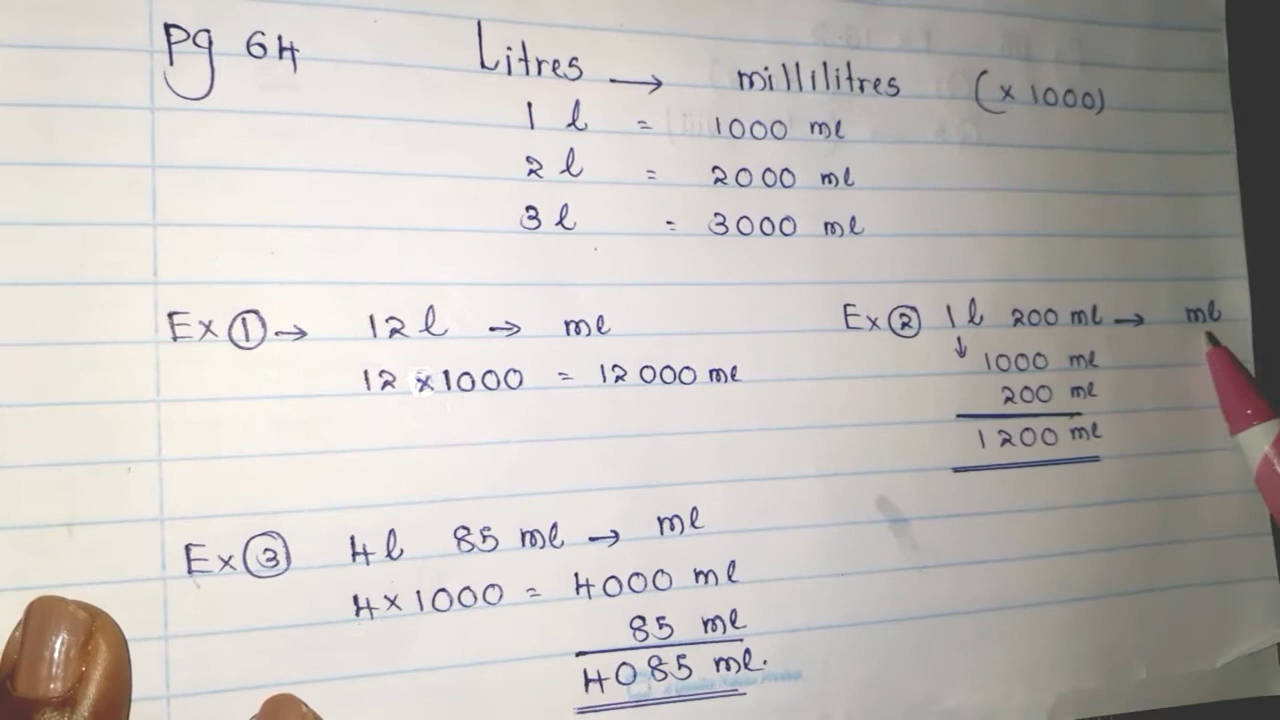 Pg 64
Litres → millilitres (x 1000)
1 l = 1000 ml
2 l = 2000 ml
3 l = 3000 ml
Ex ① → 12 l → ml
12 x 1000 = 12000 ml
Ex ② 1 l 200 ml → ml
↓ 1000 ml
200 ml
1200 ml
Ex ③ 4 l 85 ml → ml
4 x 1000 = 4000 ml
85 ml
4085 ml.